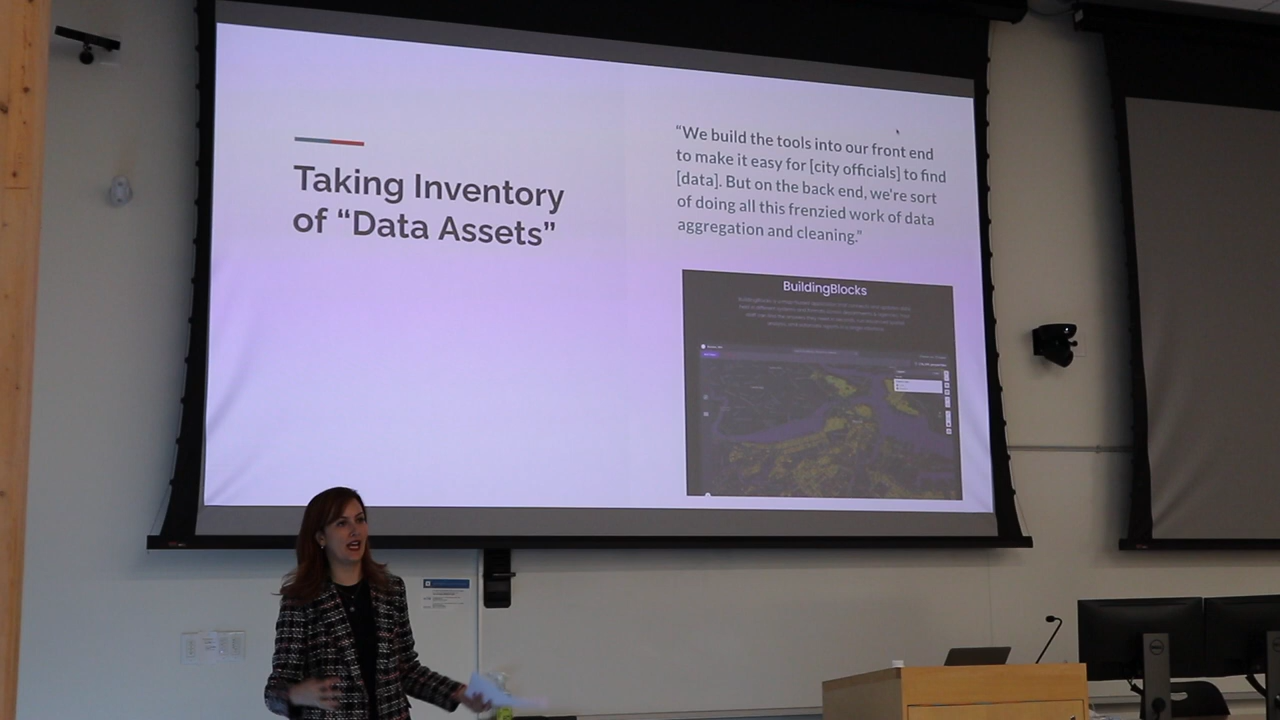 Taking Inventory
of “Data Assets”
“We build the tools into our front end
to make it easy for [city officials] to find
[data]. But on the back end, we're sort
of doing all this frenzied work of data
aggregation and cleaning.”
BuildingBlocks
DELL